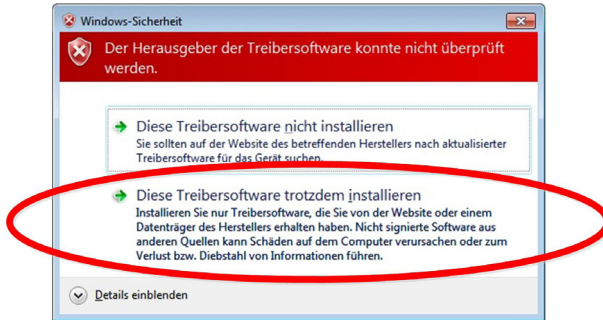 Windows-Sicherheit
Der Herausgeber der Treibersoftware konnte nicht überprüft
werden.
Diese Treibersoftware nicht installieren
Sie sollten auf der Website des betreffenden Herstellers nach aktualisierter
Treibersoftware für das Gerät suchen.
Diese Treibersoftware trotzdem installieren
Installieren Sie nur Treibersoftware, die Sie von der Website oder einem
Datenträger des Herstellers erhalten haben. Nicht signierte Software aus
anderen Quellen kann Schäden auf dem Computer verursachen oder zum
Verlust bzw. Diebstahl von Informationen führen.
Details einblenden